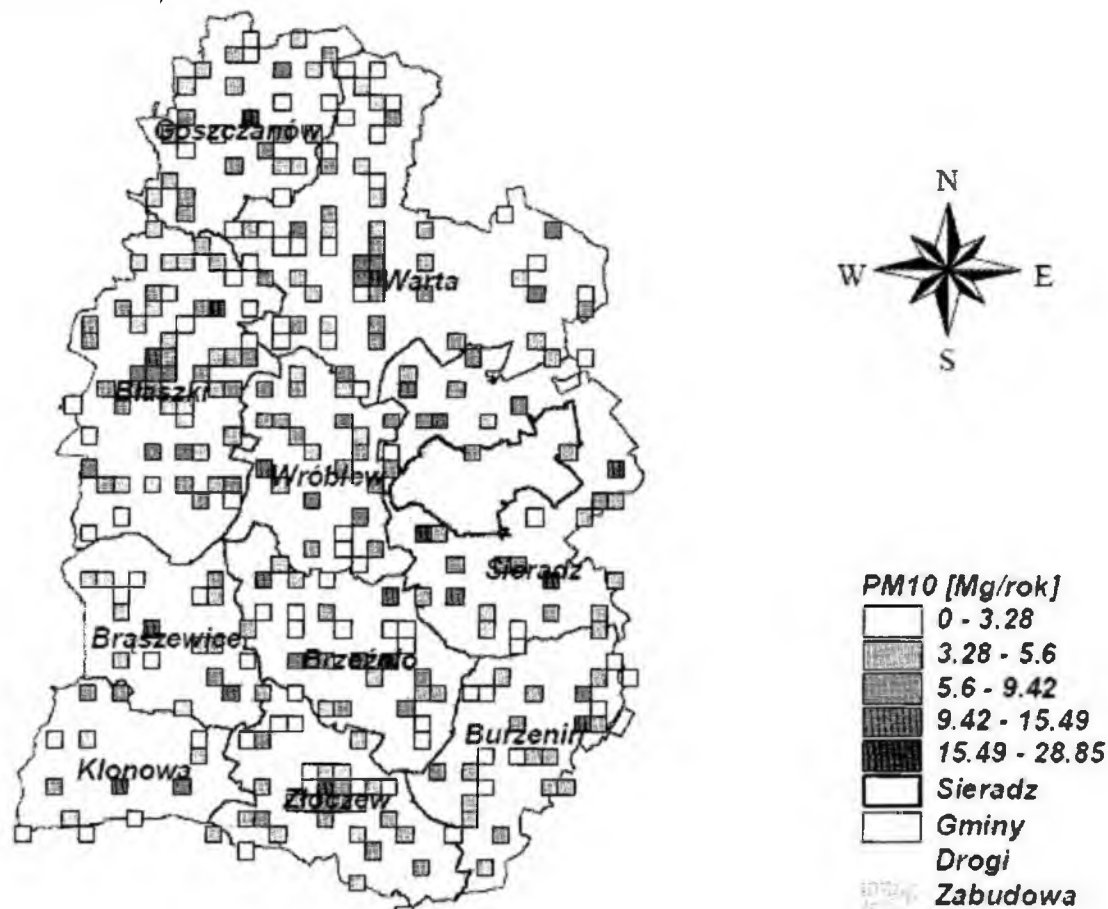 Goszczanów
N
W
E
S
Warta
Błaszki
Wróblew
Sieradz
Brąszewice
Brzeźnio
Burzenin
Klonowa
Złoczew
PM10 [Mg/rok]
0 - 3.28
3.28 - 5.6
5.6 - 9.42
9.42 - 15.49
15.49 - 28.85
Sieradz
Gminy
Drogi
Zabudowa